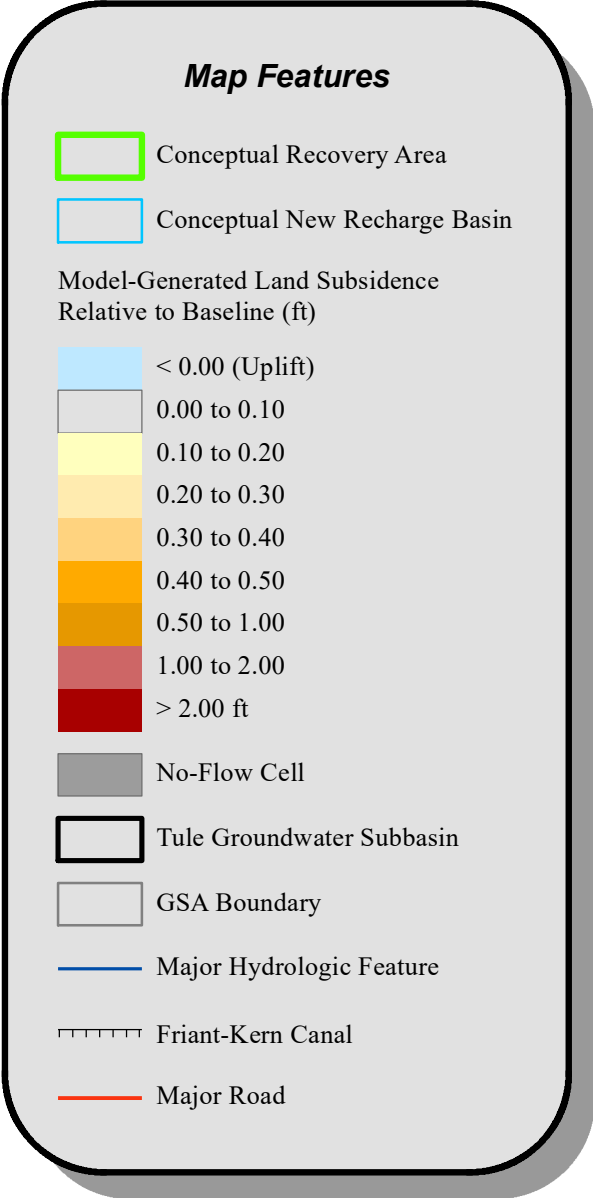 Map Features
Conceptual Recovery Area
Conceptual New Recharge Basin
Model-Generated Land Subsidence
Relative to Baseline (ft)
< 0.00 (Uplift)
0.00 to 0.10
0.10 to 0.20
0.20 to 0.30
0.30 to 0.40
0.40 to 0.50
0.50 to 1.00
1.00 to 2.00
> 2.00 ft
No-Flow Cell
Tule Groundwater Subbasin
GSA Boundary
Major Hydrologic Feature
Friant-Kern Canal
Major Road